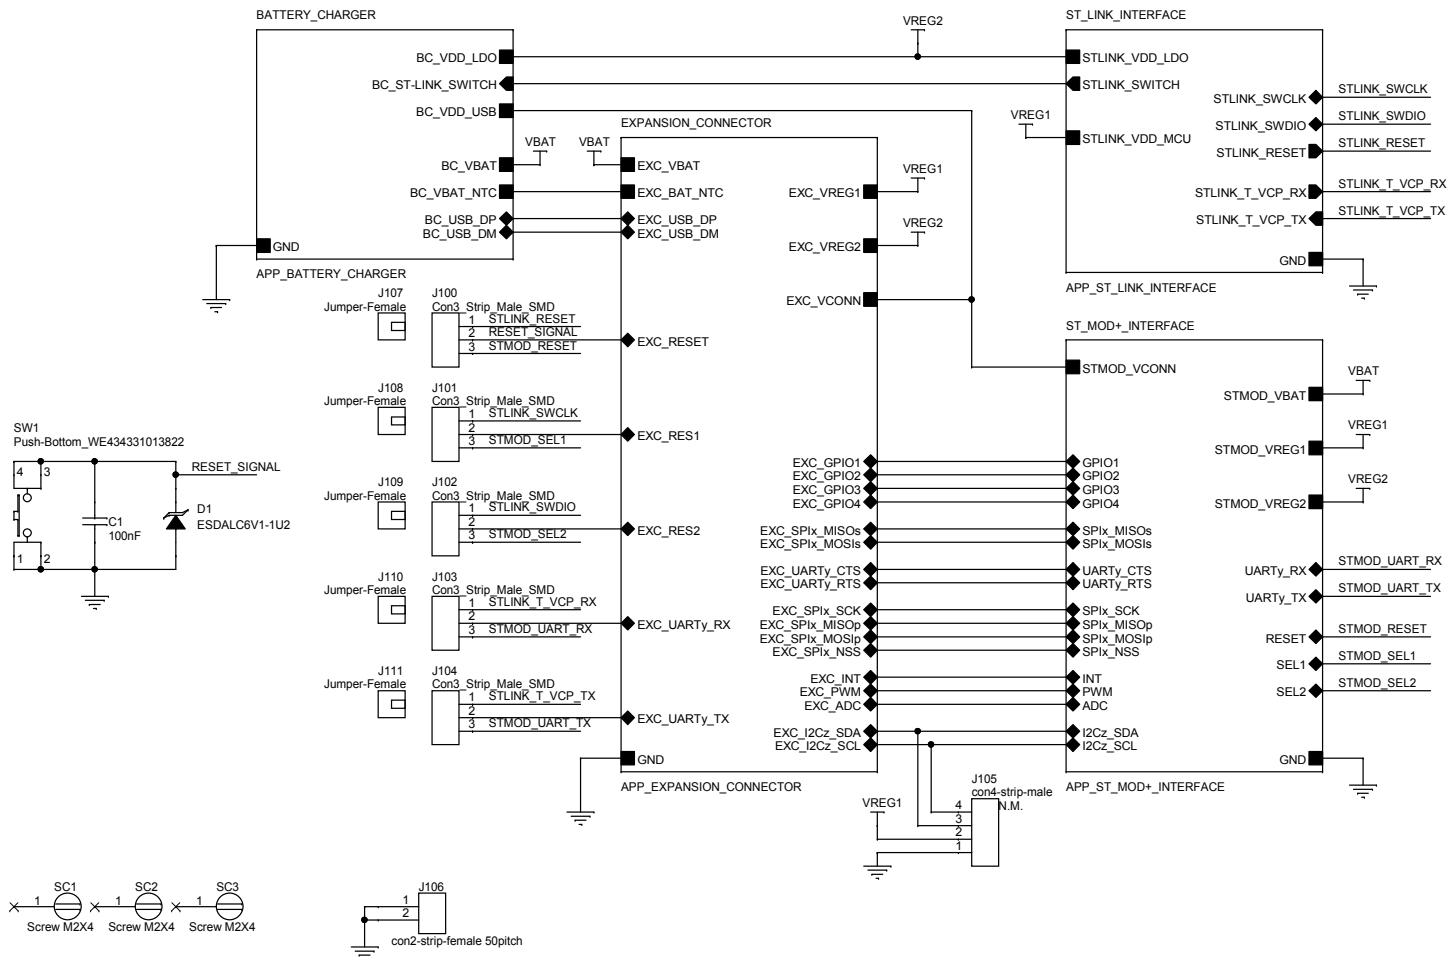 BATTERY_CHARGER
BC_VDD_LDO
BC_ST-LINK_SWITCH
BC_VDD_USB
BC_VBAT
BC_VBAT_NTC
BC_USB_DP
BC_USB_DM
GND
APP_BATTERY_CHARGER
VBAT
VREG2
ST_LINK_INTERFACE
STLINK_VDD_LDO
STLINK_SWITCH
VREG1
STLINK_VDD_MCU
STLINK_SWCLK
STLINK_SWDIO
STLINK_RESET
STLINK_T_VCP_RX
STLINK_T_VCP_TX
GND
STLINK_SWCLK
STLINK_SWDIO
STLINK_RESET
STLINK_T_VCP_RX
STLINK_T_VCP_TX
APP_ST_LINK_INTERFACE
EXPANSION_CONNECTOR
VBAT
EXC_VBAT
EXC_BAT_NTC
EXC_USB_DP
EXC_USB_DM
EXC_RESET
EXC_RES1
EXC_RES2
EXC_UARTy_RX
EXC_UARTy_TX
GND
EXC_VREG1
VREG1
EXC_VREG2
VREG2
EXC_VCONN
EXC_GPIO1
EXC_GPIO2
EXC_GPIO3
EXC_GPIO4
EXC_SPIx_MISOs
EXC_SPIx_MOSIs
EXC_UARTy_CTS
EXC_UARTy_RTS
EXC_SPIx_SCK
EXC_SPIx_MISOp
EXC_SPIx_MOSIp
EXC_SPIx_NSS
EXC_INT
EXC_PWM
EXC_ADC
EXC_I2Cz_SDA
EXC_I2Cz_SCL
APP_EXPANSION_CONNECTOR
ST_MOD+_INTERFACE
STMOD_VCONN
GPIO1
GPIO2
GPIO3
GPIO4
SPIx_MISOs
SPIx_MOSIs
UARTy_CTS
UARTy_RTS
SPIx_SCK
SPIx_MISOp
SPIx_MOSIp
SPIx_NSS
INT
PWM
ADC
I2Cz_SDA
I2Cz_SCL
STMOD_VBAT
VBAT
STMOD_VREG1
VREG1
STMOD_VREG2
VREG2
UARTy_RX
STMOD_UART_RX
UARTy_TX
STMOD_UART_TX
RESET
STMOD_RESET
SEL1
STMOD_SEL1
SEL2
STMOD_SEL2
GND
APP_ST_MOD+_INTERFACE
J107
Jumper-Female
J100
Con3_Strip_Male_SMD
1 STLINK_RESET
2 RESET_SIGNAL
3 STMOD_RESET
J108
Jumper-Female
J101
Con3_Strip_Male_SMD
1 STLINK_SWCLK
2
3 STMOD_SEL1
J109
Jumper-Female
J102
Con3_Strip_Male_SMD
1 STLINK_SWDIO
2
3 STMOD_SEL2
J110
Jumper-Female
J103
Con3_Strip_Male_SMD
1 STLINK_T_VCP_RX
2
3 STMOD_UART_RX
J111
Jumper-Female
J104
Con3_Strip_Male_SMD
1 STLINK_T_VCP_TX
2
3 STMOD_UART_TX
SW1
Push-Bottom_WE434331013822
4 3
1 2
C1
100nF
RESET_SIGNAL
D1
ESDALC6V1-1U2
J105
con4-strip-male
N.M.
VREG1
4
3
2
1
SC1
1
Screw M2X4
SC2
1
Screw M2X4
SC3
1
Screw M2X4
J106
1
2
con2-strip-female 50pitch